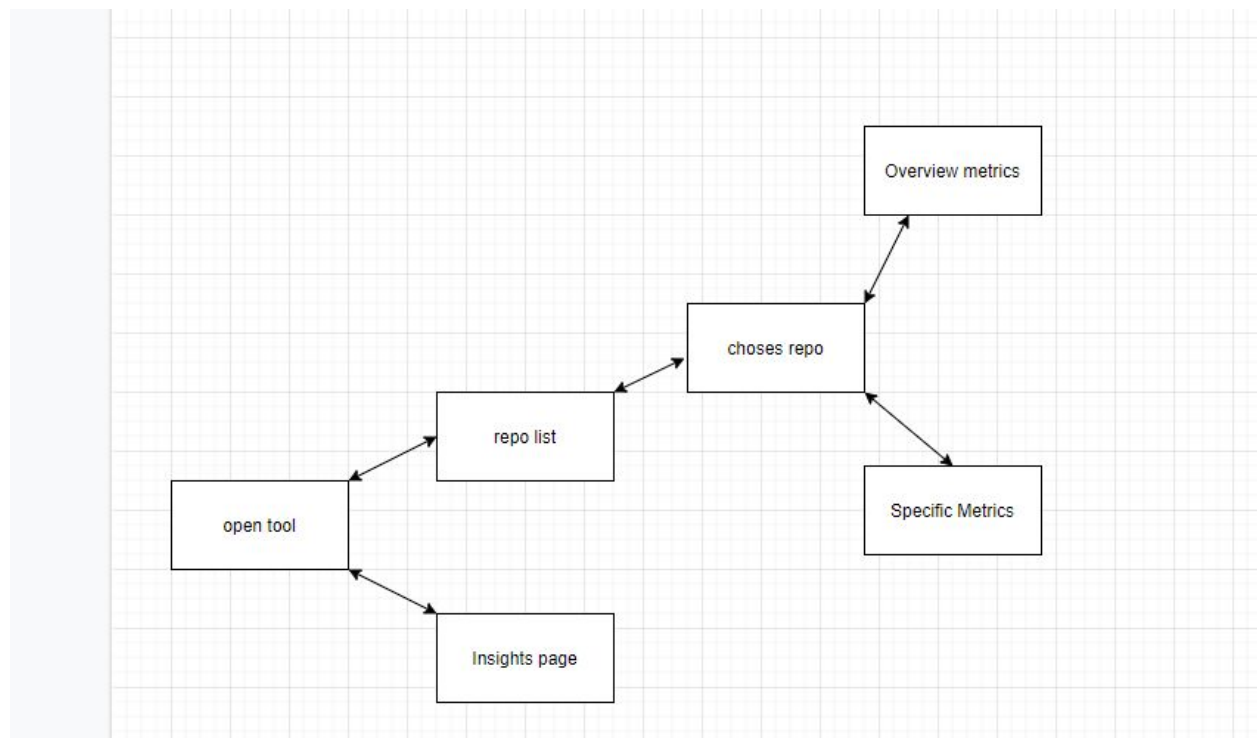 Overview metrics
choses repo
repo list
Specific Metrics
open tool
Insights page